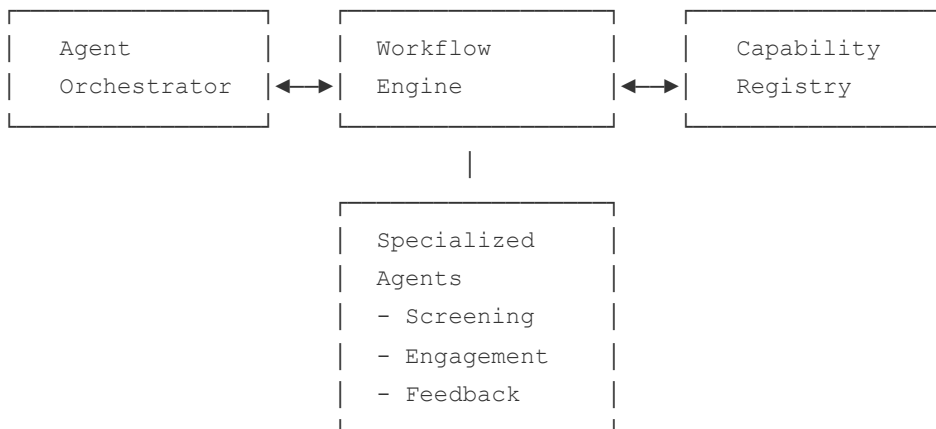 Agent
Orchestrator
Workflow
Engine
Capability
Registry
Specialized
Agents
- Screening
- Engagement
- Feedback